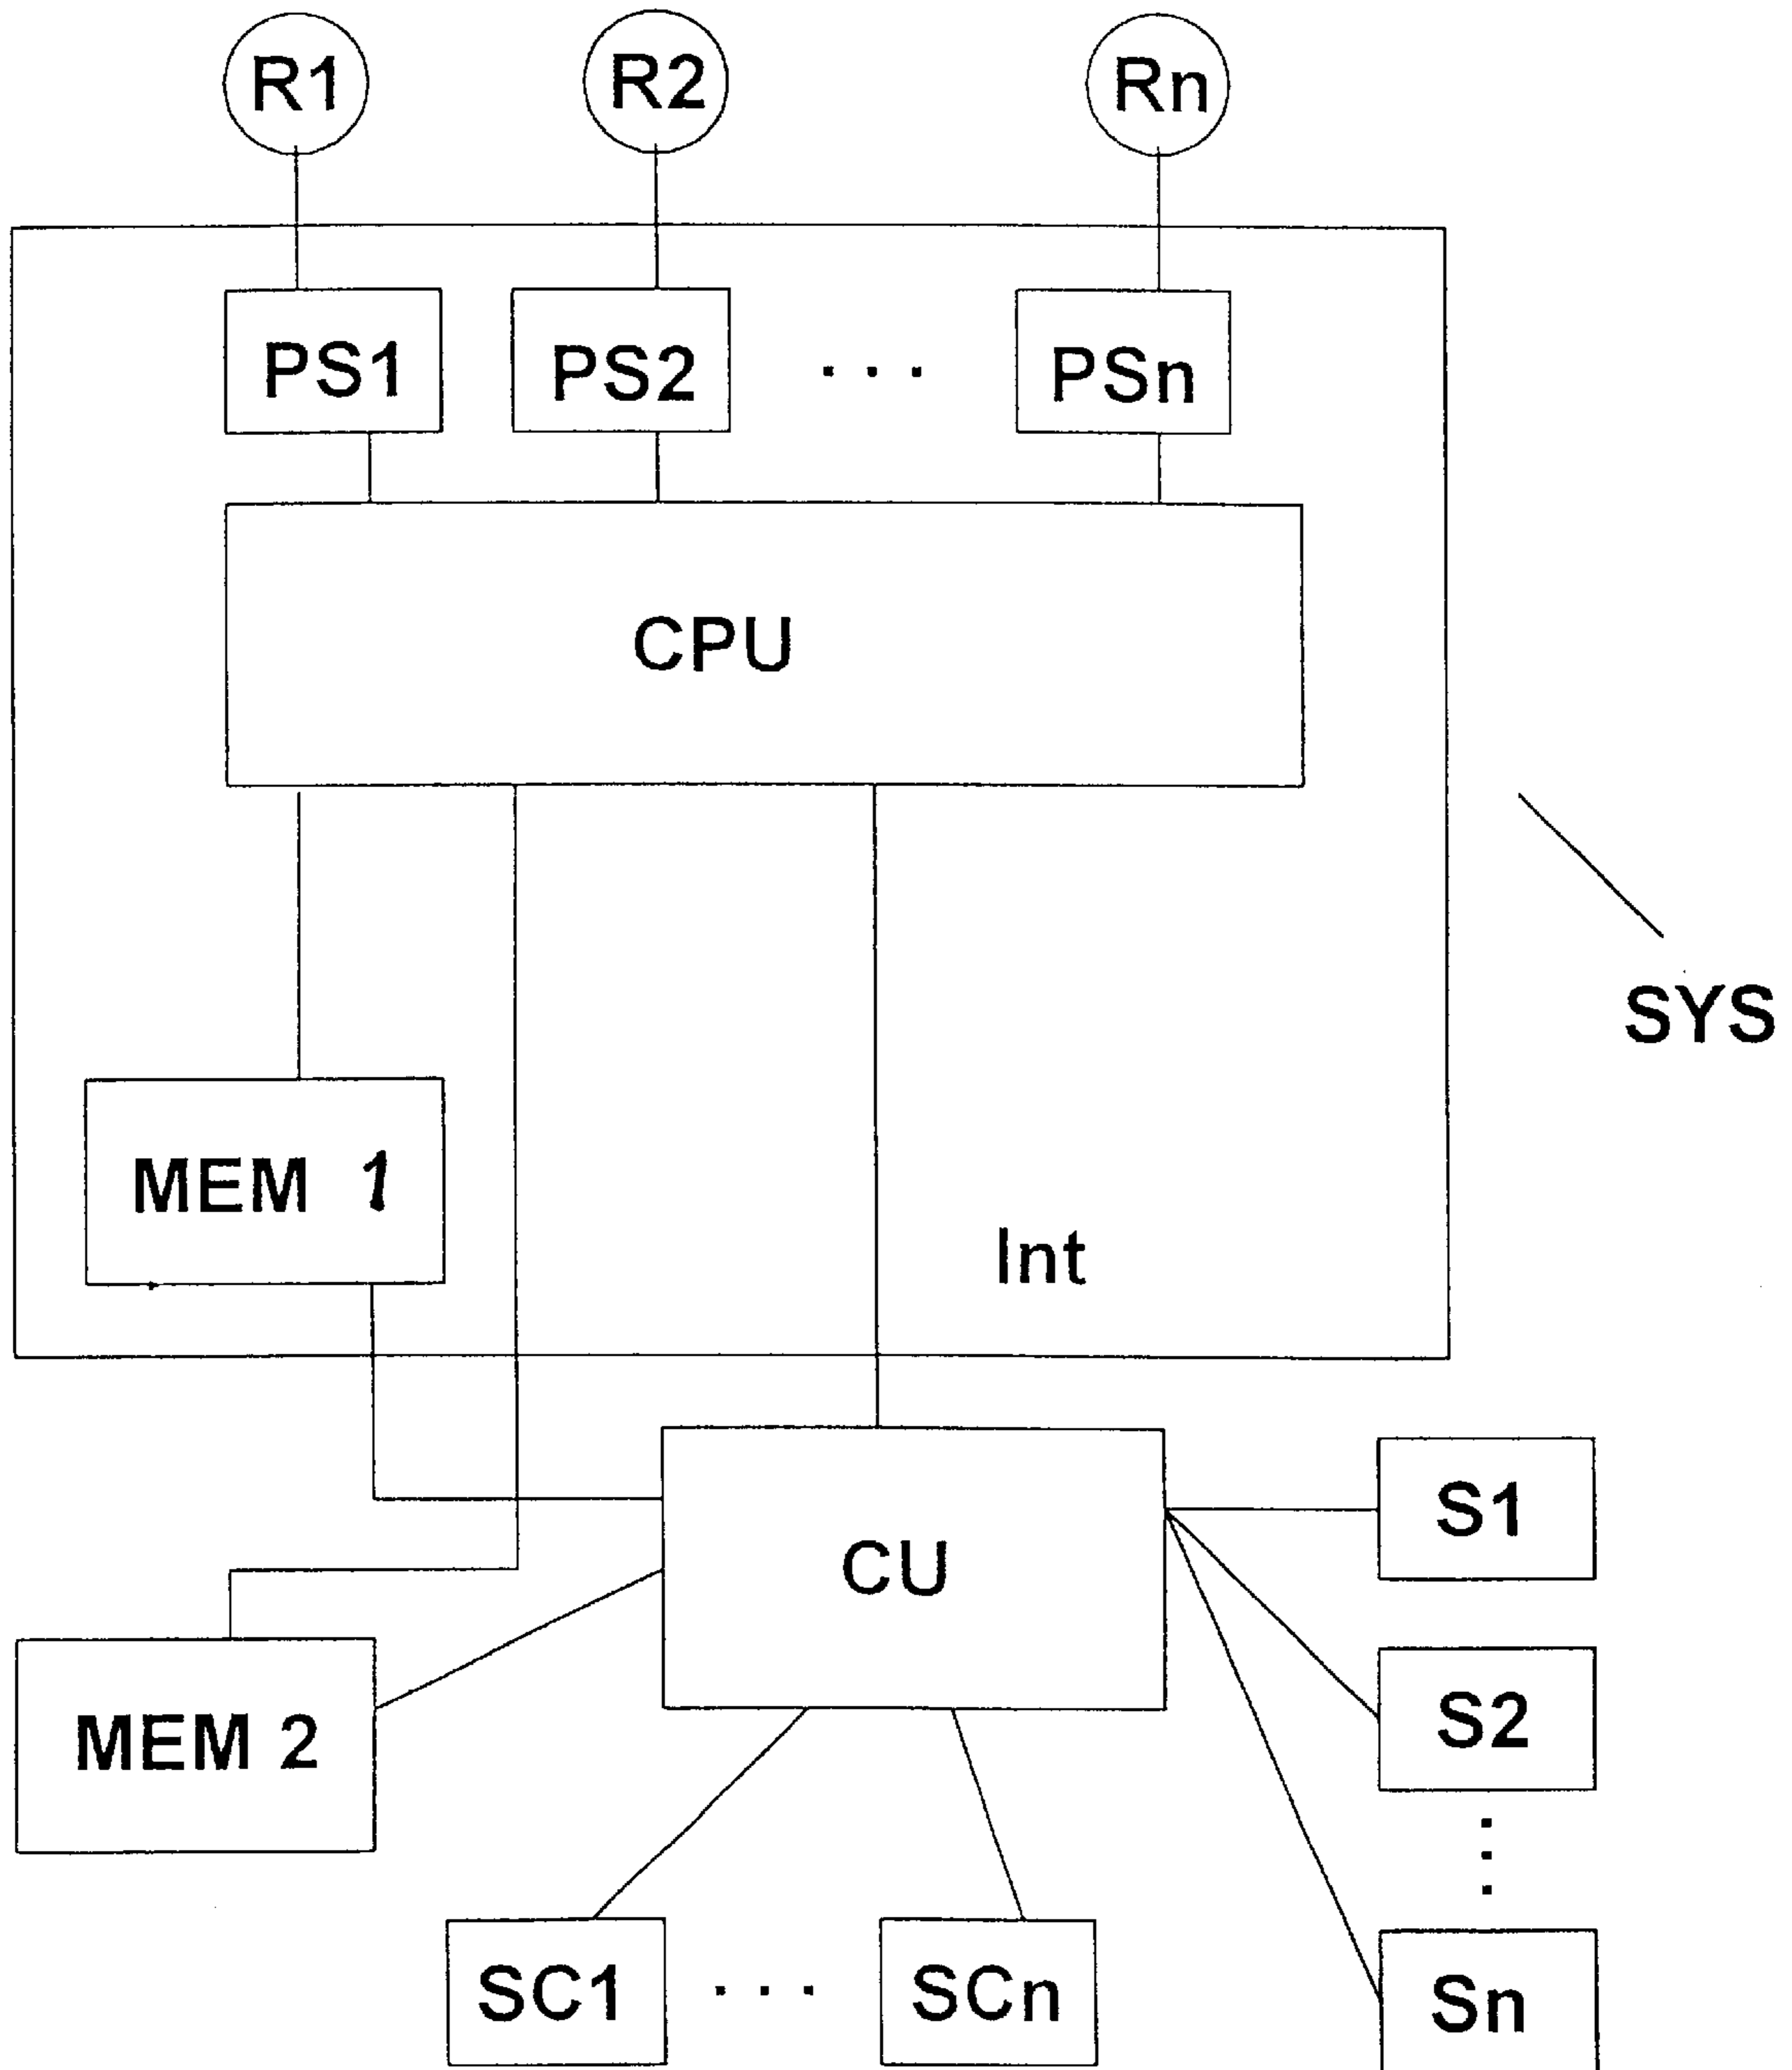 R1 R2 Rn
PS1 PS2 ... PSn
CPU
SYS
MEM 1
Int
CU
S1
S2
MEM 2
SC1 ... SCn
Sn